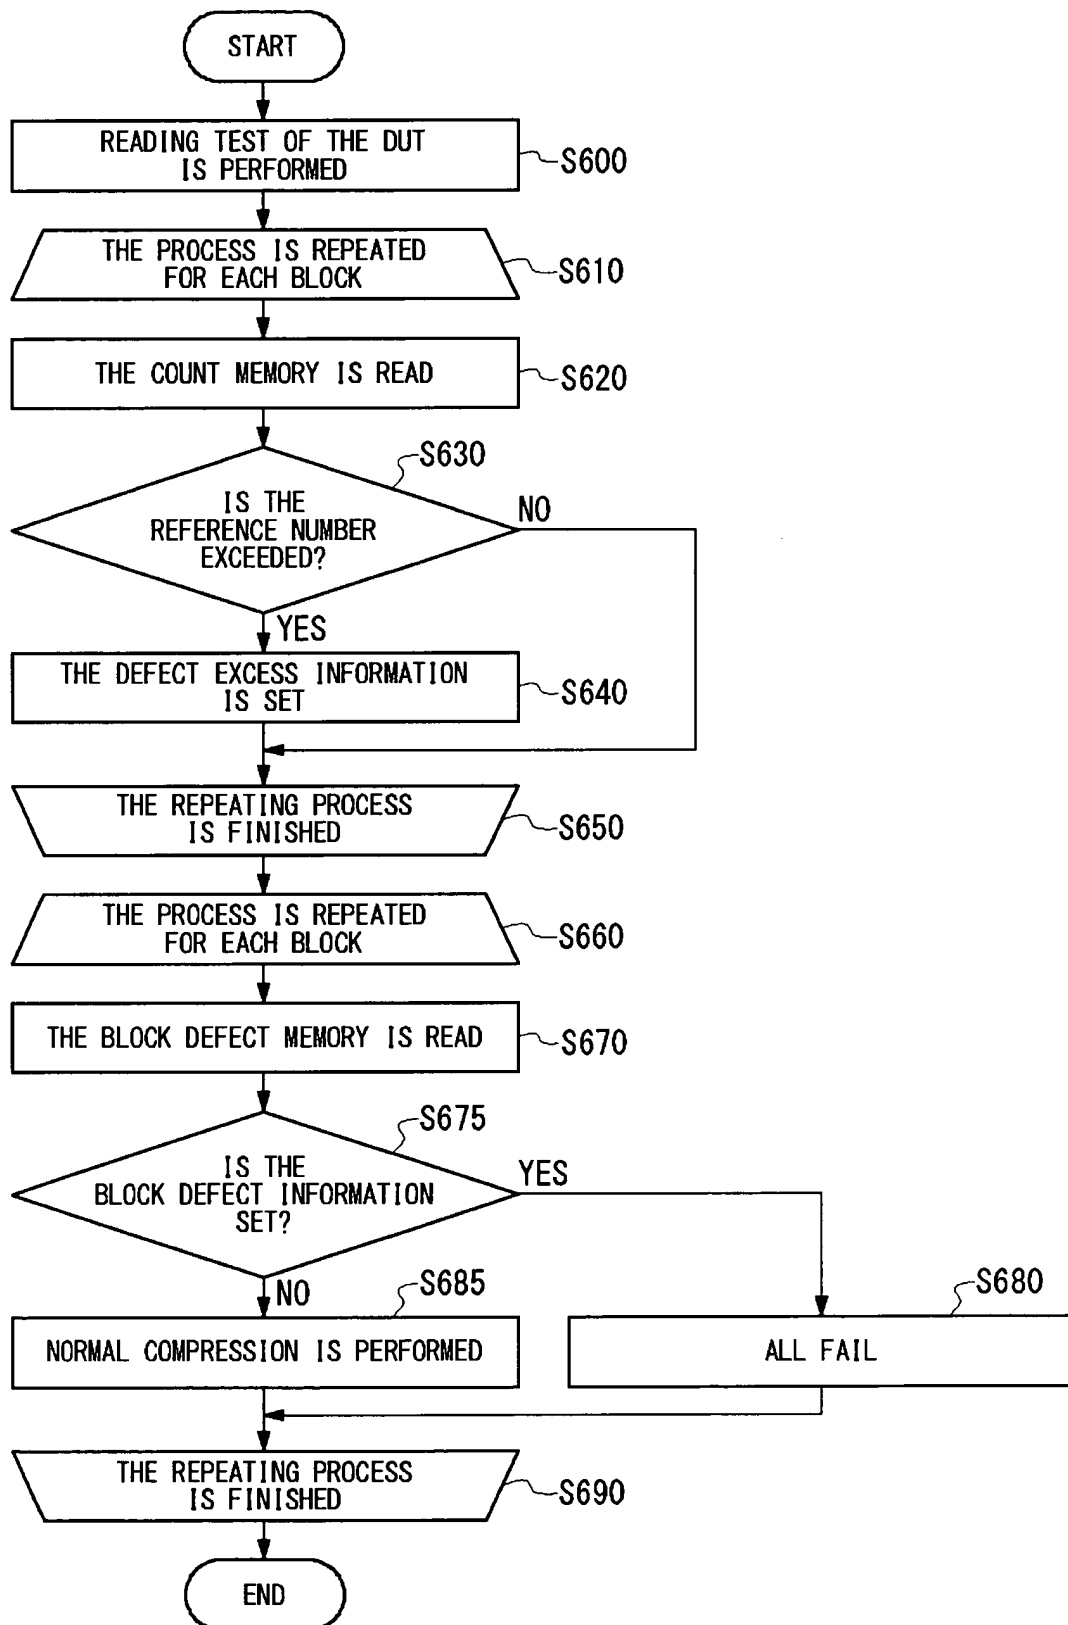 START
READING TEST OF THE DUT
IS PERFORMED
S600
THE PROCESS IS REPEATED
FOR EACH BLOCK
S610
THE COUNT MEMORY IS READ
S620
S630
IS THE
REFERENCE NUMBER
EXCEEDED?
NO
YES
THE DEFECT EXCESS INFORMATION
IS SET
S640
THE REPEATING PROCESS
IS FINISHED
S650
THE PROCESS IS REPEATED
FOR EACH BLOCK
S660
THE BLOCK DEFECT MEMORY IS READ
S670
S675
IS THE
BLOCK DEFECT INFORMATION
SET?
YES
NO
S685
NORMAL COMPRESSION IS PERFORMED
S680
ALL FAIL
THE REPEATING PROCESS
IS FINISHED
S690
END